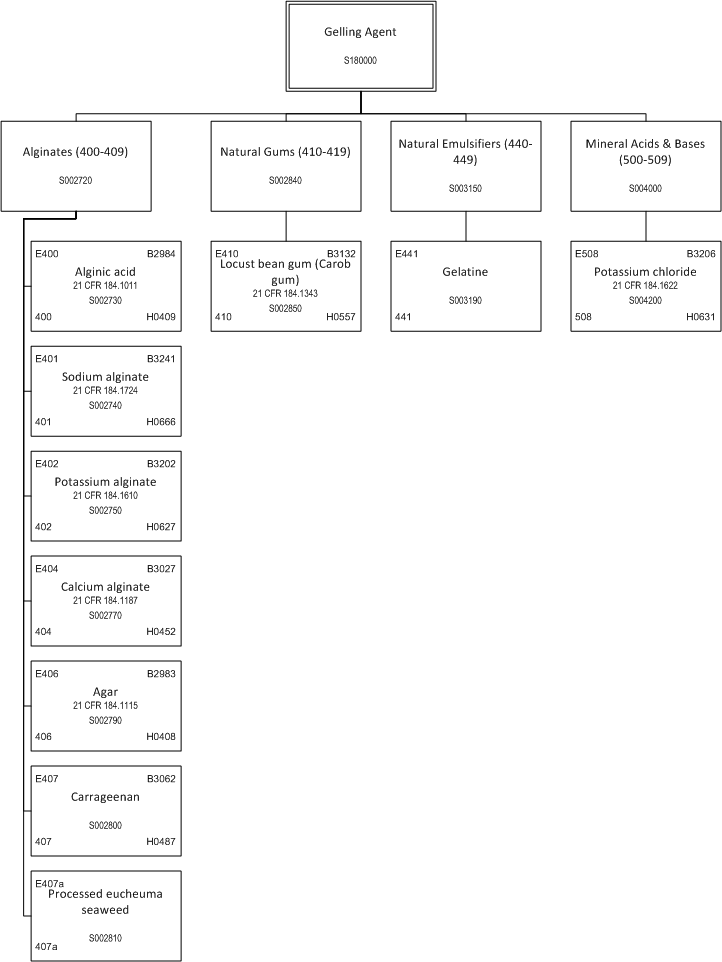 Gelling Agent
S180000
Alginates (400-409)
S002720
Natural Gums (410-419)
S002840
Natural Emulsifiers (440-
449)
S003150
Mineral Acids & Bases
(500-509)
S004000
E400 B2984
Alginic acid
21 CFR 184.1011
S002730
400 H0409
E410 B3132
Locust bean gum (Carob
gum)
21 CFR 184.1343
S002850
410 H0557
E441
Gelatine
S003190
441
E508 B3206
Potassium chloride
21 CFR 184.1622
S004200
508 H0631
E401 B3241
Sodium alginate
21 CFR 184.1724
S002740
401 H0666
E402 B3202
Potassium alginate
21 CFR 184.1610
S002750
402 H0627
E404 B3027
Calcium alginate
21 CFR 184.1187
S002770
404 H0452
E406 B2983
Agar
21 CFR 184.1115
S002790
406 H0408
E407 B3062
Carrageenan
S002800
407 H0487
E407a
Processed eucheuma
seaweed
S002810
407a